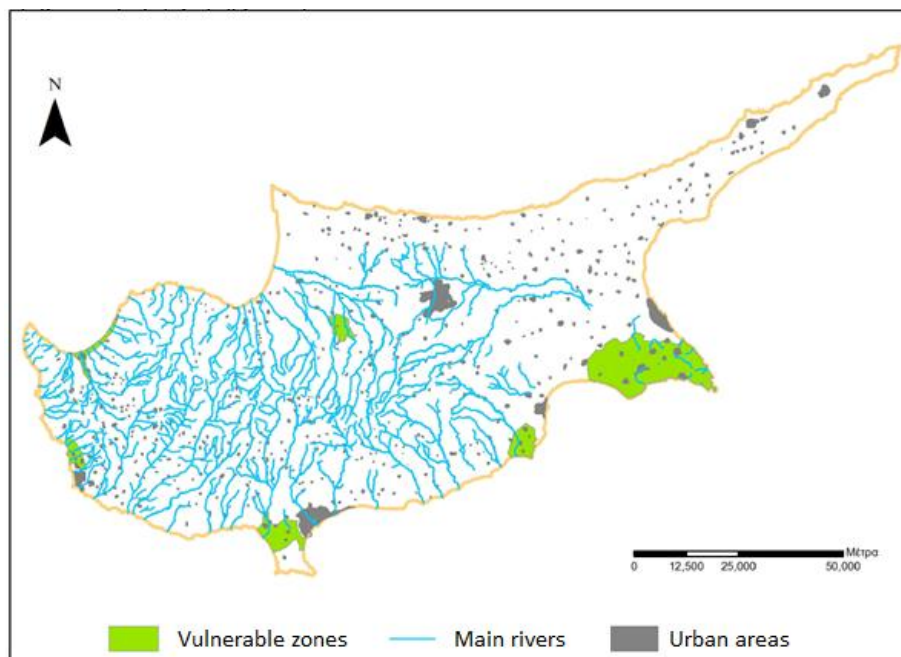 N
Μέτρα
0 12,500 25,000 50,000
Vulnerable zones Main rivers Urban areas